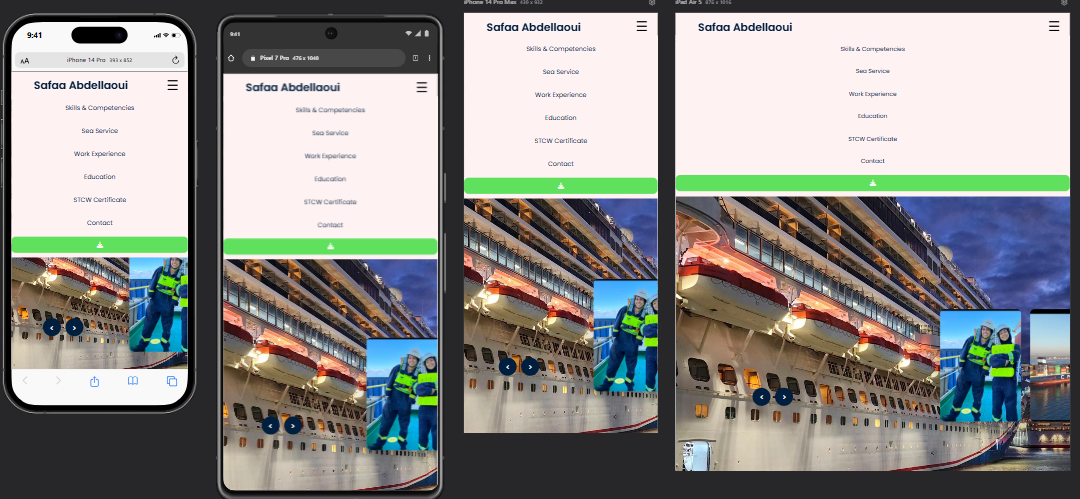 9:41
AA iPhone 14 Pro 393 x 852
Safaa Abdellaoui
Skills & Competencies
Sea Service
Work Experience
Education
STCW Certificate
Contact
9:41
Pixel 7 Pro 476 x 1040
Safaa Abdellaoui
Skills & Competencies
Sea Service
Work Experience
Education
STCW Certificate
Contact
iPhone 14 Pro Max 430 x 932
Safaa Abdellaoui
Skills & Competencies
Sea Service
Work Experience
Education
STCW Certificate
Contact
iPad Air 5 876 x 1016
Safaa Abdellaoui
Skills & Competencies
Sea Service
Work Experience
Education
STCW Certificate
Contact